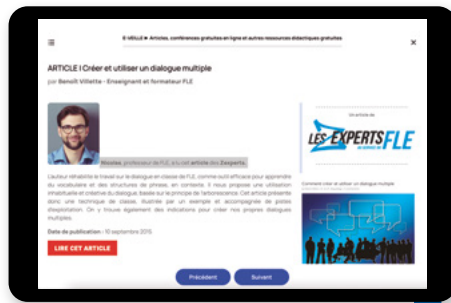 E-VEILLE ► Articles, conférences gratuites en ligne et autres ressources didactiques gratuites
ARTICLE I Créer et utiliser un dialogue multiple
par Benoît Villette - Enseignant et formateur FLE
Nicolas, professeur de FLE, a lu cet article des Zexperts.
L'auteur réhabilite le travail sur le dialogue en classe de FLE, comme outil efficace pour apprendre
du vocabulaire et des structures de phrases, en contexte. Il nous propose une utilisation
inhabituelle et créative du dialogue, basée sur le principe de l'arborescence. Cet article présente
donc une technique de classe, illustrée par un exemple et accompagnée de pistes
d'exploitation. On y trouve également des indications pour créer nos propres dialogues
multiples.
Date de publication : 10 septembre 2015
LIRE CET ARTICLE
Un article de
LES-EXPERTS FLE
Comment créer et utiliser un dialogue multiple
Précédent
Suivant